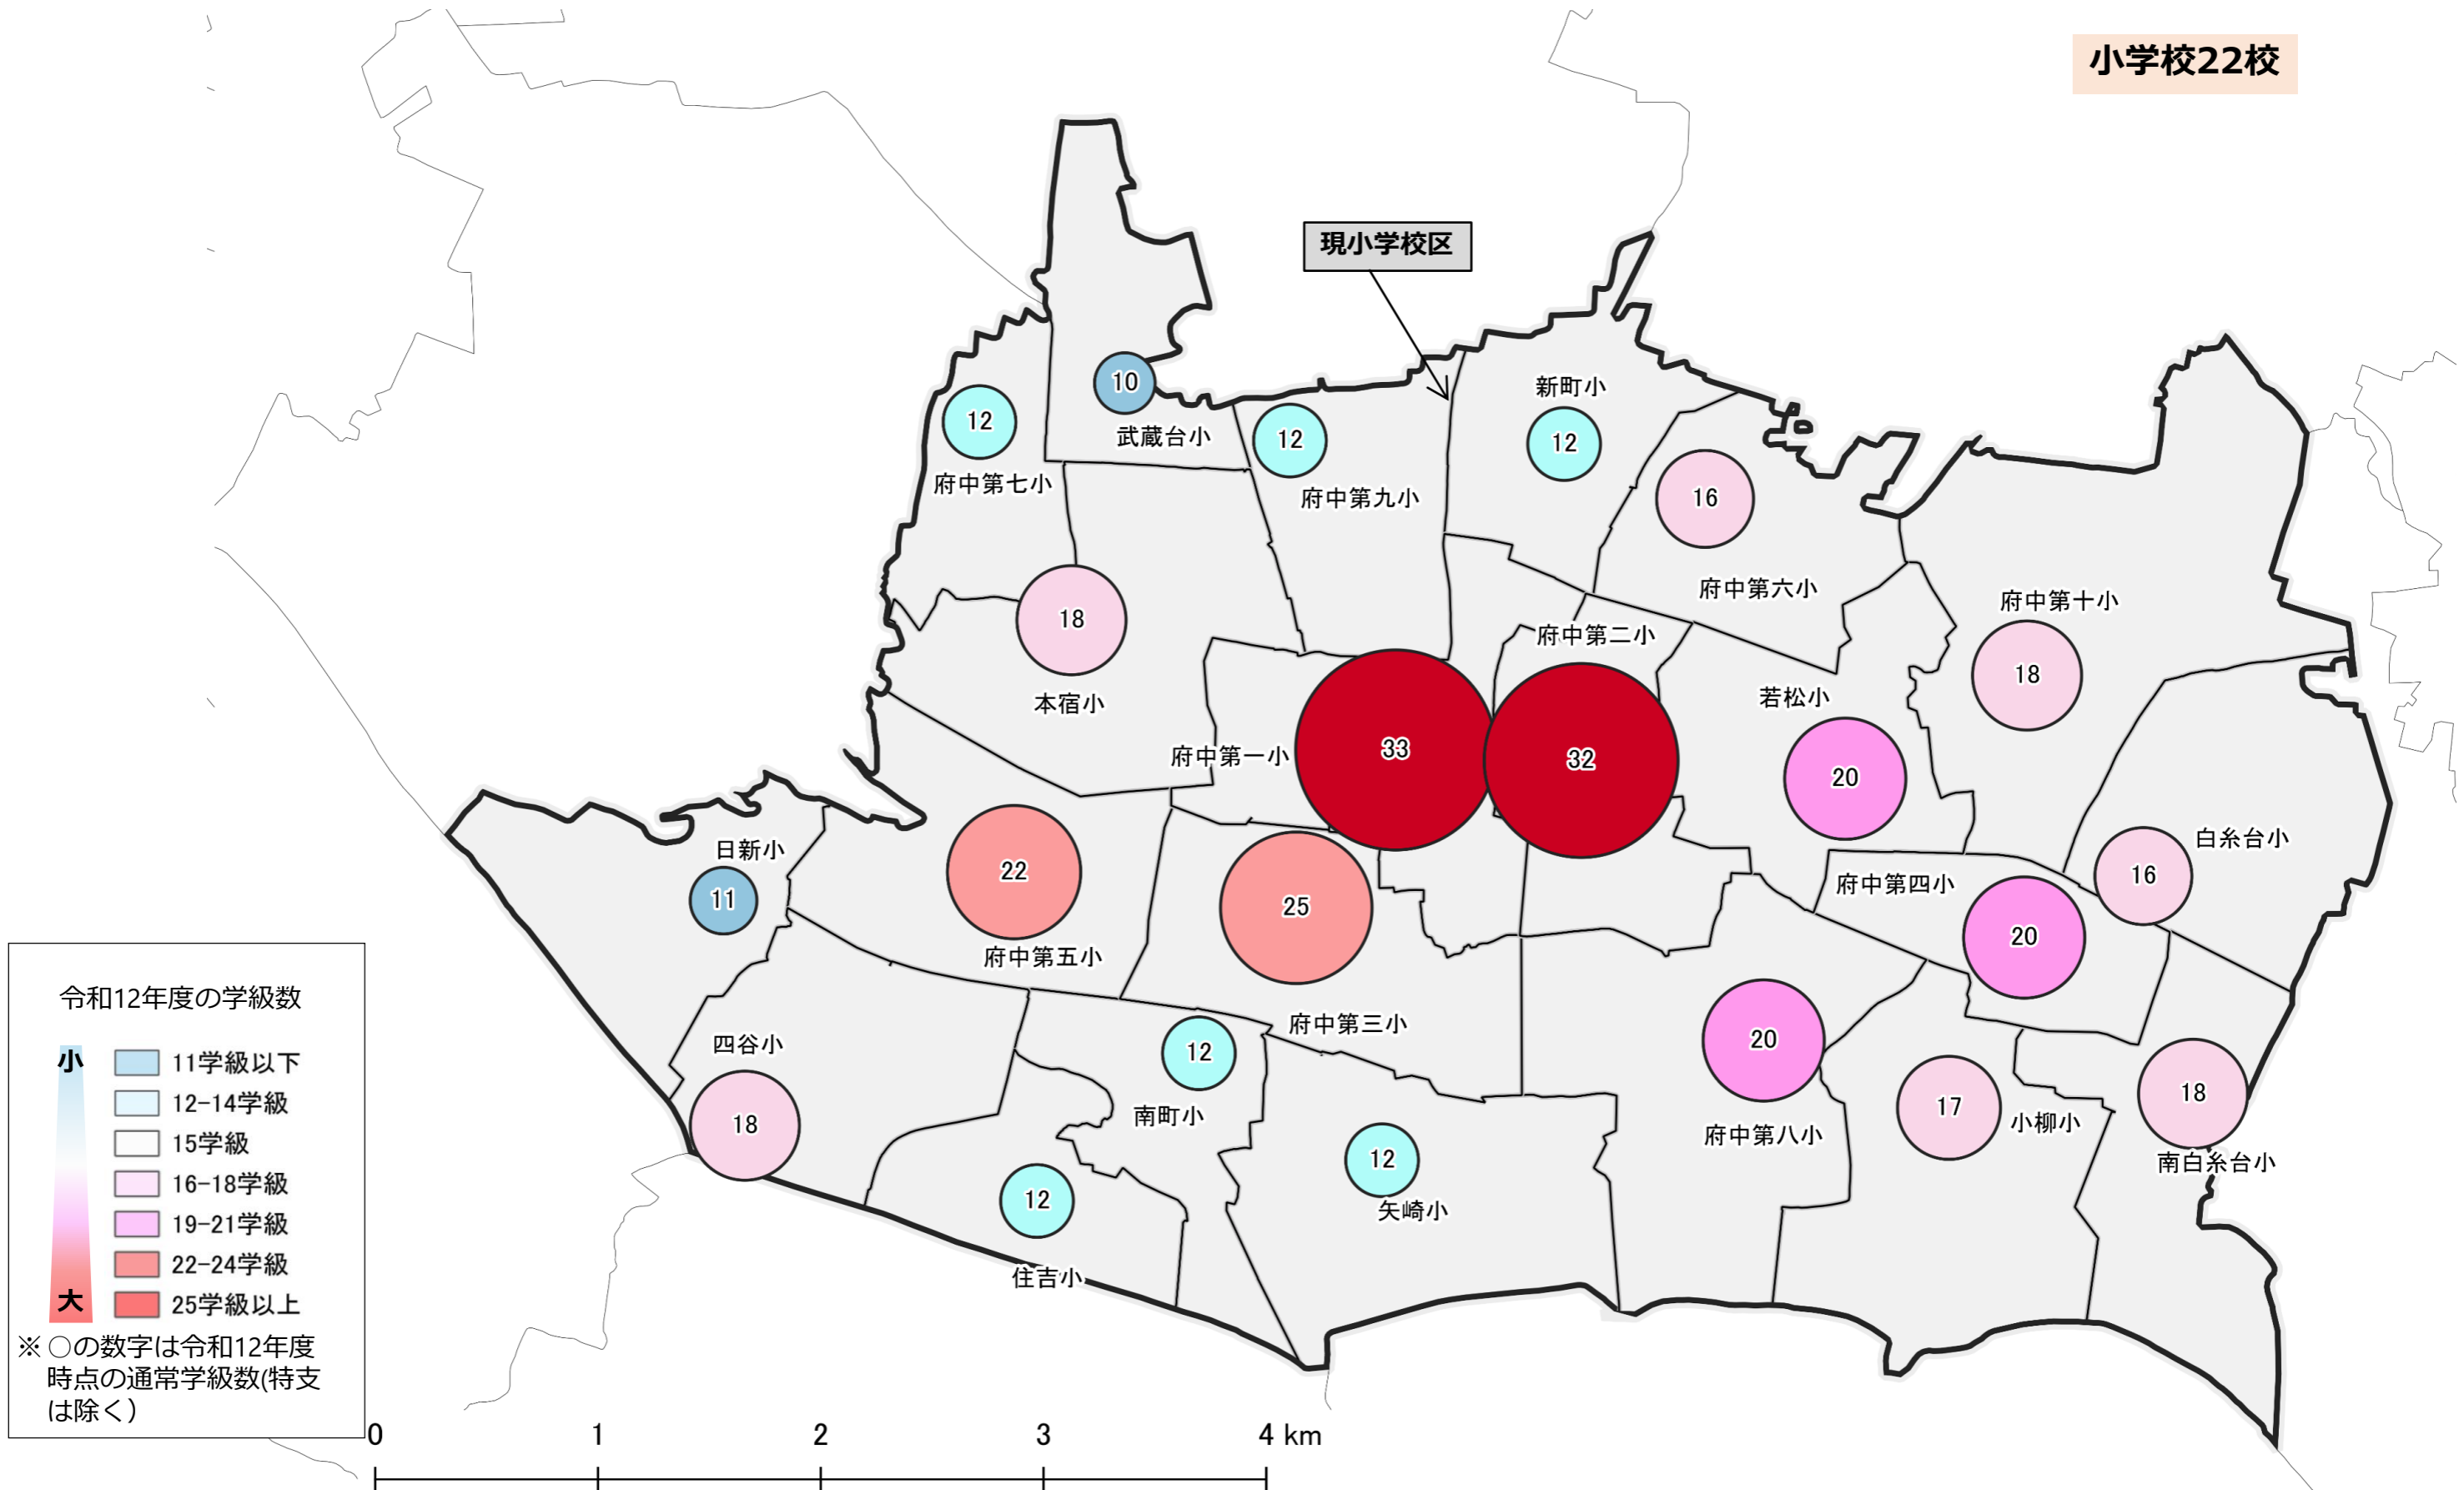 小学校22校
現小学校区
10
武蔵台小
12
府中第七小
12
府中第九小
新町小
12
16
府中第六小
18
本宿小
府中第二小
32
府中第十小
18
若松小
20
府中第一小
33
白糸台小
16
日新小
11
22
府中第五小
25
府中第三小
府中第四小
20
四谷小
18
12
南町小
20
府中第八小
17
小柳小
18
南白糸台小
12
住吉小
12
矢崎小
令和12年度の学級数
小
11学級以下
12-14学級
15学級
16-18学級
19-21学級
22-24学級
大
25学級以上
※○の数字は令和12年度
時点の通常学級数(特支
は除く)
0 1 2 3 4 km